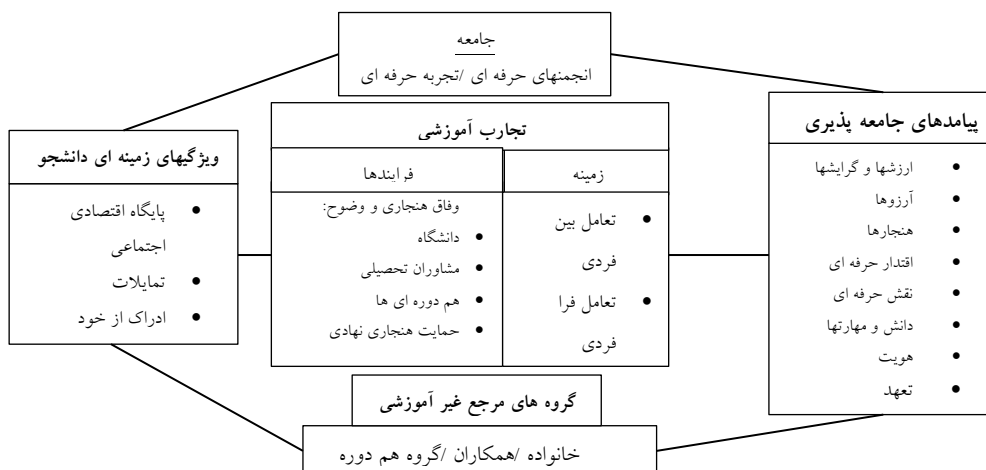 جامعه
انجمنهای حرفه ای /تجربه حرفه ای
پیامدهای جامعه پذیری
ارزشها و گرایشها
آرزوها
هنجارها
اقتدار حرفه ای
نقش حرفه ای
دانش و مهارتها
هویت
تعهد
تجارب آموزشی
زمینه
تعامل بین
فردی
تعامل فرا
فردی
فرایندها
وفاق هنجاری و وضوح:
دانشگاه
مشاوران تحصیلی
هم دوره ای ها
حمایت هنجاری نهادی
ویژگیهای زمینه ای دانشجو
پایگاه اقتصادی
اجتماعی
تمایلات
ادراک از خود
گروه های مرجع غیر آموزشی
خانواده /همکاران /گروه هم دوره